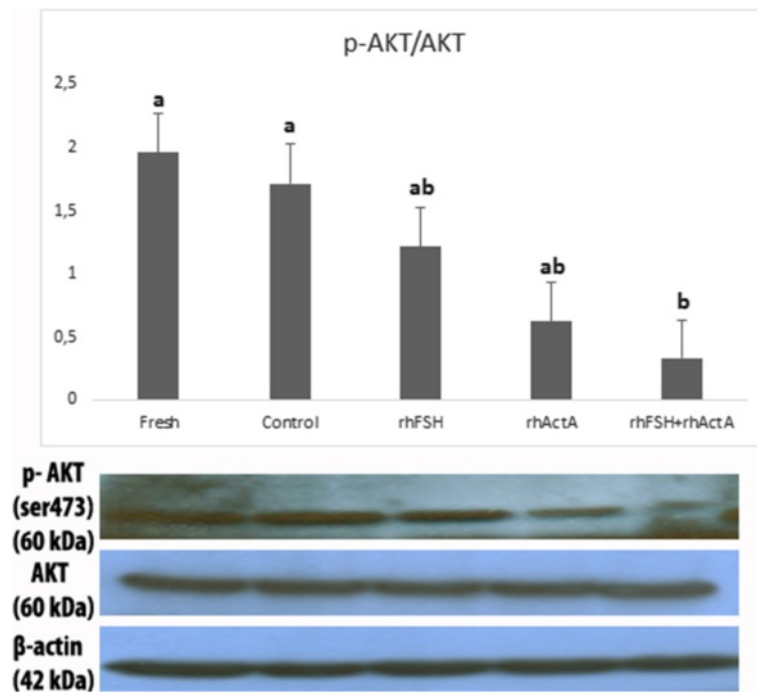 p-AKT/AKT
2,5
2
1,5
1
0,5
0
a
a
ab
ab
b
Fresh
Control
rhFSH
rhActA
rhFSH+rhActA
p- AKT
(ser473)
(60 kDa)
AKT
(60 kDa)
β-actin
(42 kDa)